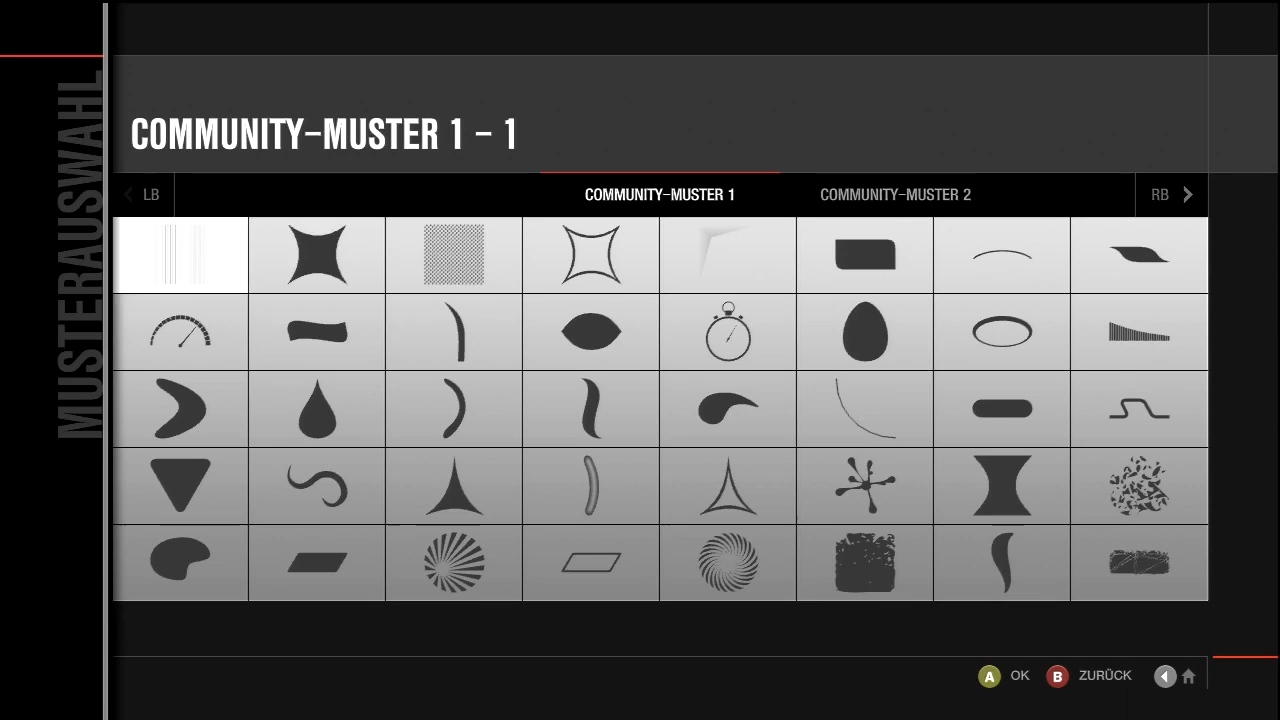 MUSTERAUSWAHL
COMMUNITY–MUSTER 1 – 1
LB
COMMUNITY–MUSTER 1
COMMUNITY–MUSTER 2
RB
A OK B ZURÜCK